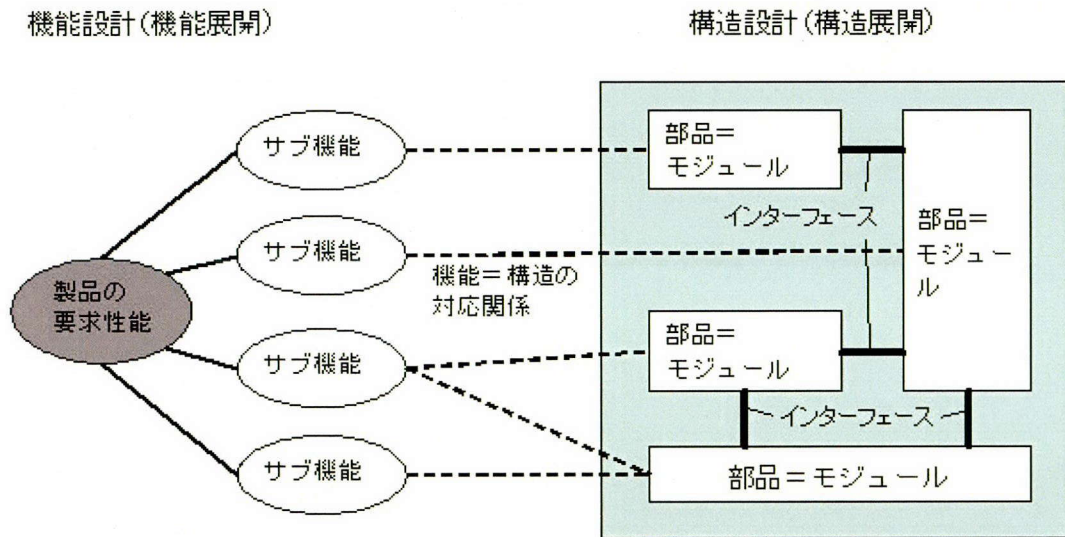 機能設計(機能展開)
構造設計(構造展開)
サブ機能
サブ機能
サブ機能
サブ機能
製品の
要求性能
機能=構造の
対応関係
部品=
モジュール
インターフェース
部品=
モジュー
ル
部品=
モジュール
インターフェース
部品=モジュール